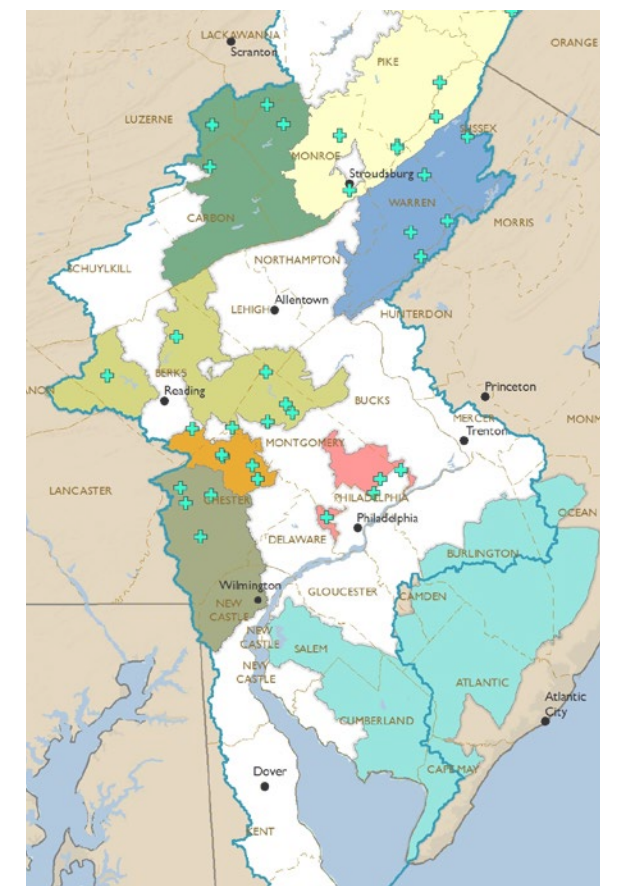 LACKAWANNA
Scranton
ORANGE
PIKE
LUZERNE
SUSSEX
MONROE
Stroudsburg
WARREN
CARBON
MORRIS
NORTHAMPTON
SCHUYLKILL
Allentown
LEHIGH
HUNTERDON
BERKS
Princeton
NON
Reading
BUCKS
MERCER
MONM
Trenton
MONTGOMERY
LANCASTER
CHESTER
PHILADELPHIA
OCEAN
Philadelphia
DELAWARE
BURLINGTON
Wilmington
GLOUCESTER
CAMDEN
NEW
CASTLE
NEW
CASTLE
SALEM
NEW
CASTLE
ATLANTIC
Atlantic
City
CUMBERLAND
Dover
CAPE MAY
KENT